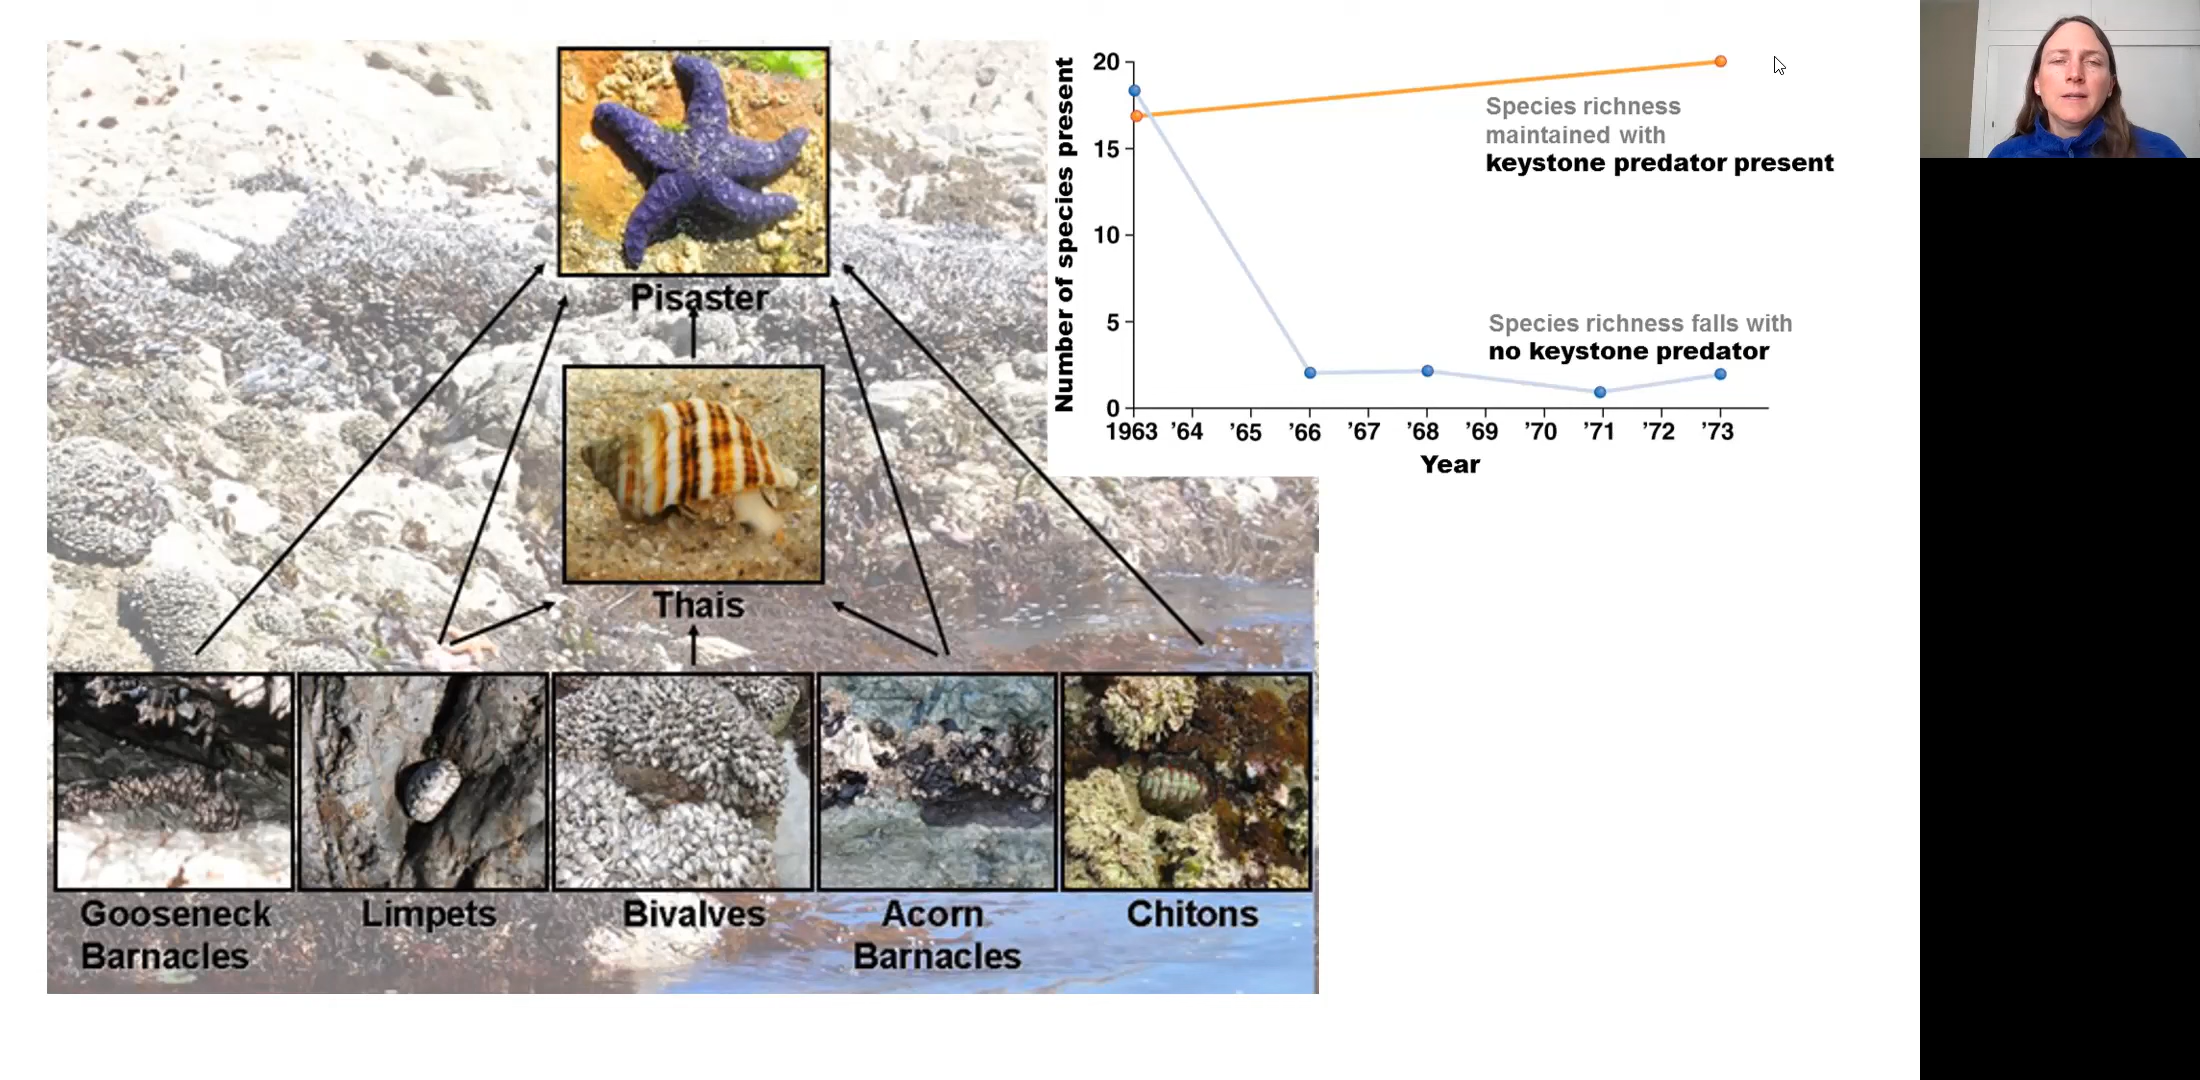 Pisaster
Thais
Gooseneck
Barnacles
Limpets
Bivalves
Acorn
Barnacles
Chitons
Number of species present
20
15
10
5
0
Species richness
maintained with
keystone predator present
Species richness falls with
no keystone predator
1963 ’64 ’65 ’66 ’67 ’68 ’69 ’70 ’71 ’72 ’73
Year